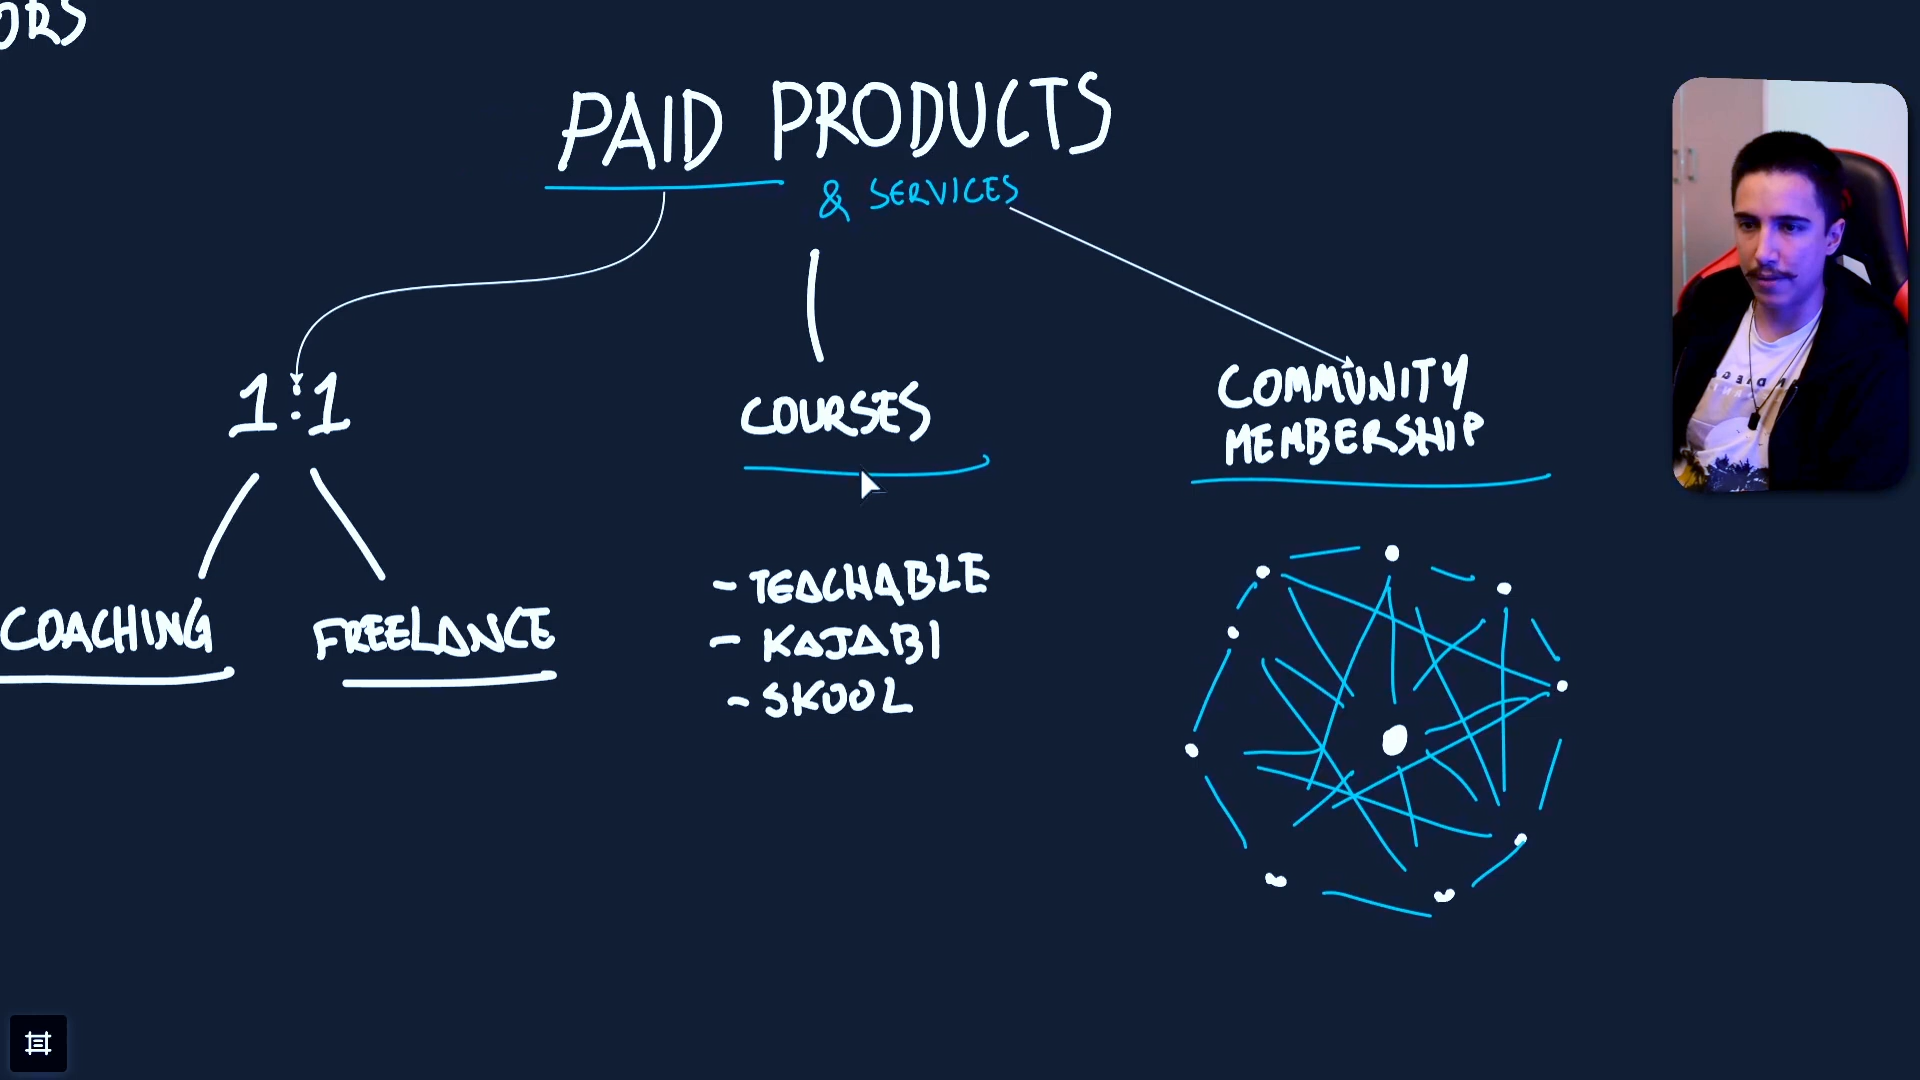 PAID PRODUCTS
& SERVICES
1:1
COURSES
COMMUNITY
MEMBERSHIP
COACHING
FREELANCE
- TEACHABLE
- KAJABI
- SKOOL